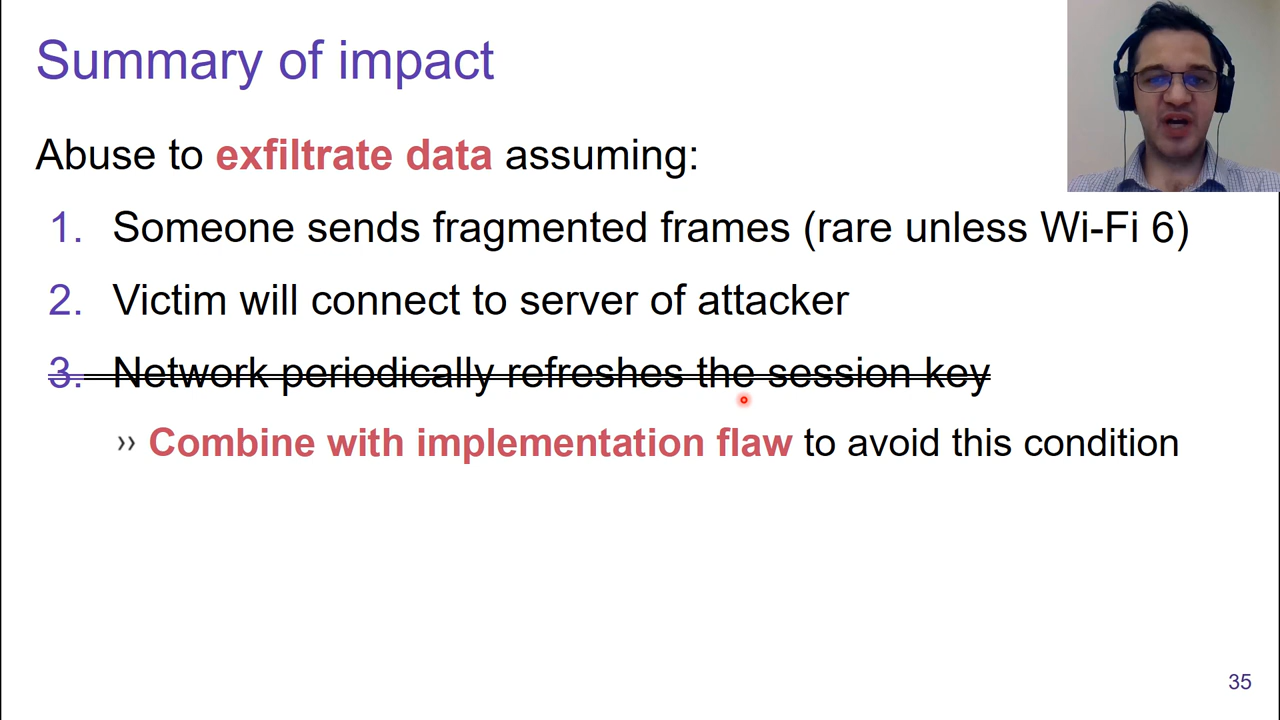 Summary of impact
Abuse to exfiltrate data assuming:
1. Someone sends fragmented frames (rare unless Wi-Fi 6)
2. Victim will connect to server of attacker
3. Network periodically refreshes the session key
›› Combine with implementation flaw to avoid this condition
35